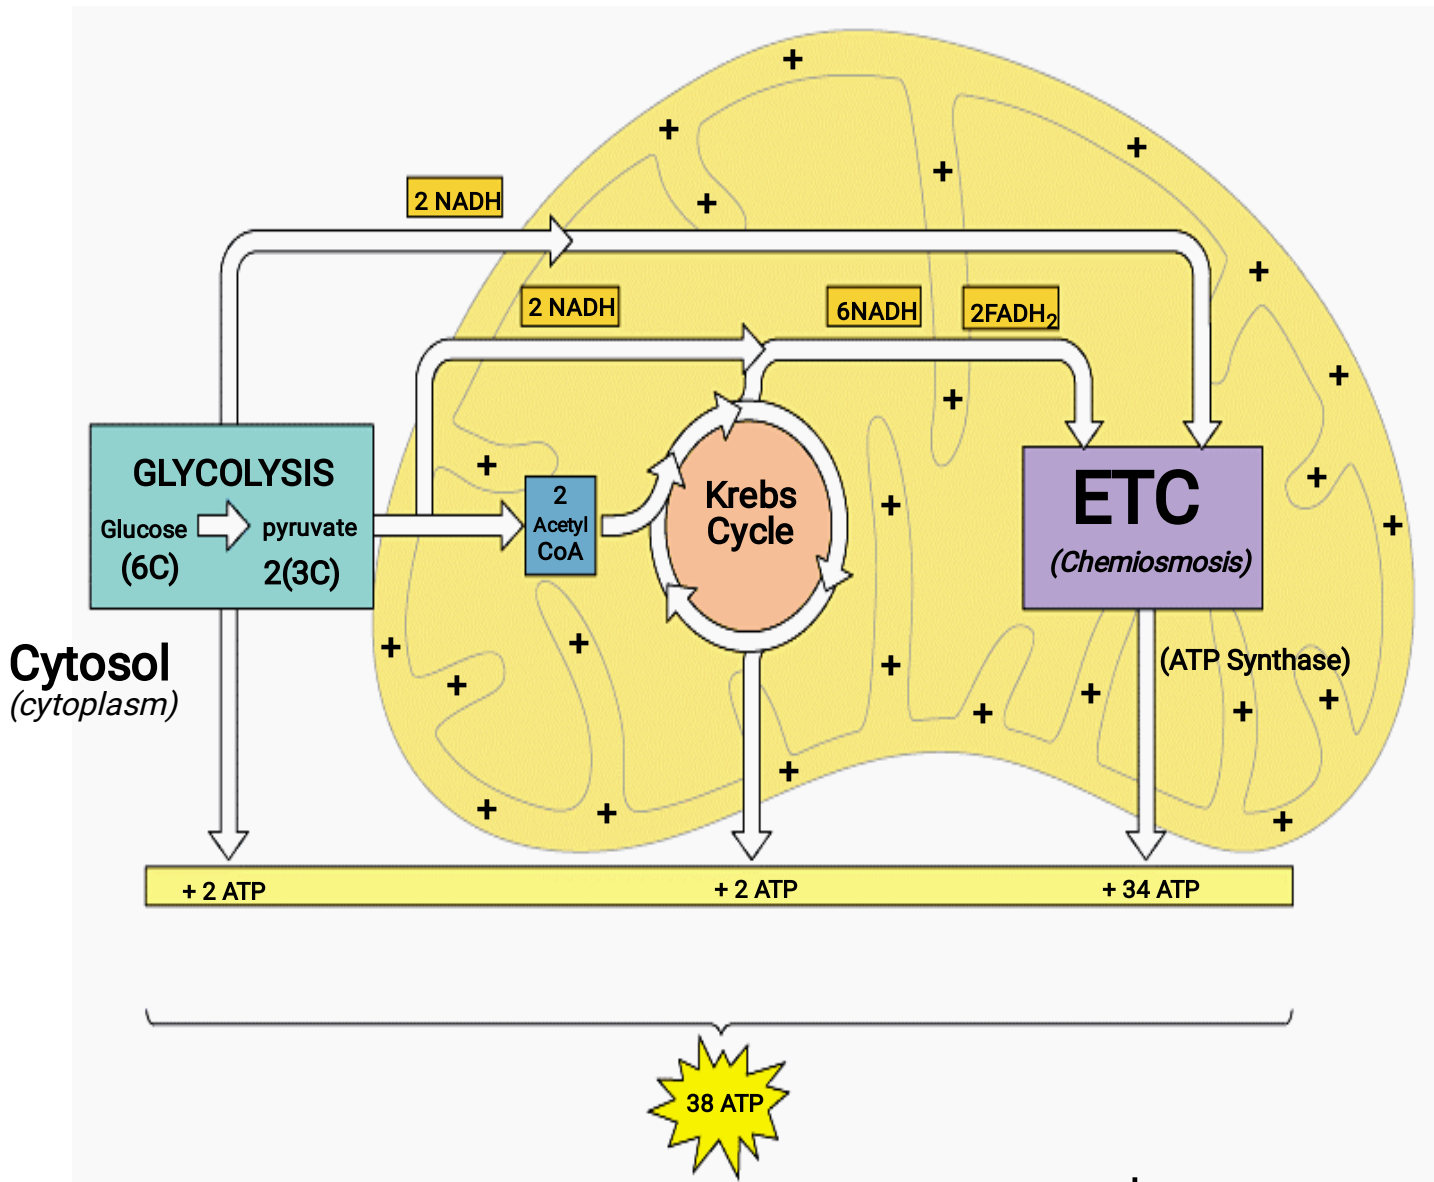 2 NADH
2 NADH
6NADH
2FADH₂
GLYCOLYSIS
Glucose
pyruvate
(6C)
2(3C)
2
Acetyl
CoA
Krebs
Cycle
ETC
(Chemiosmosis)
Cytosol
(cytoplasm)
(ATP Synthase)
+ 2 ATP
+ 2 ATP
+ 34 ATP
38 ATP